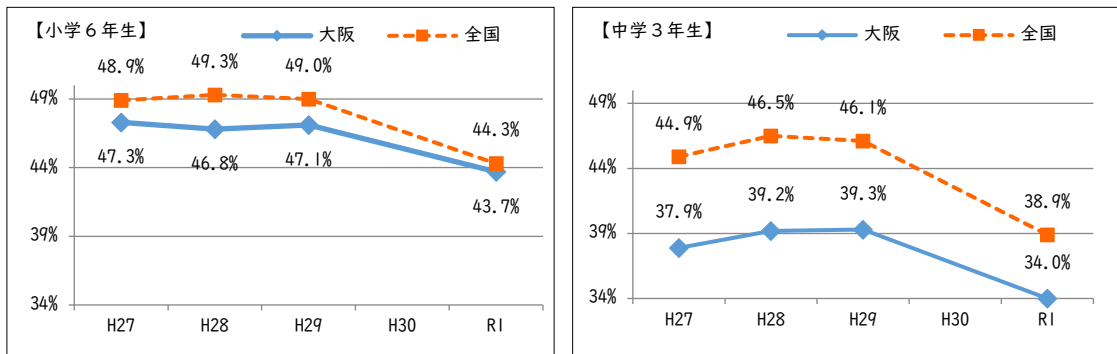 【小学6年生】
大阪
全国
48.9%
49.3%
49.0%
44.3%
47.3%
46.8%
47.1%
43.7%
49%
44%
39%
34%
H27
H28
H29
H30
R1
【中学3年生】
大阪
全国
44.9%
46.5%
46.1%
38.9%
37.9%
39.2%
39.3%
34.0%
49%
44%
39%
34%
H27
H28
H29
H30
R1